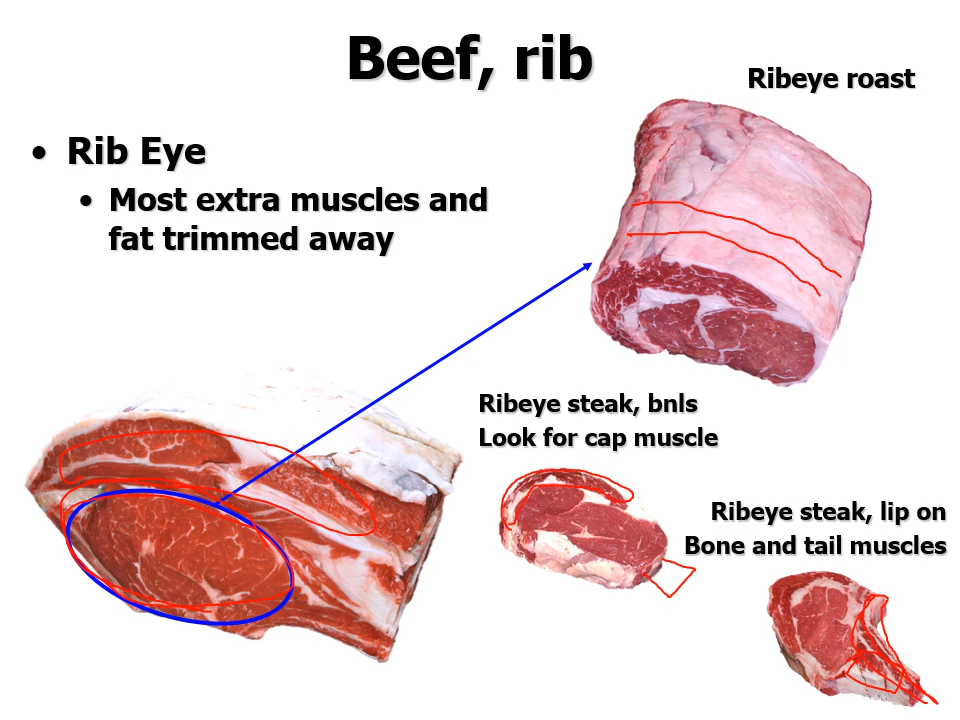 Beef, rib
Ribeye roast
• Rib Eye
• Most extra muscles and
fat trimmed away
Ribeye steak, bnls
Look for cap muscle
Ribeye steak, lip on
Bone and tail muscles